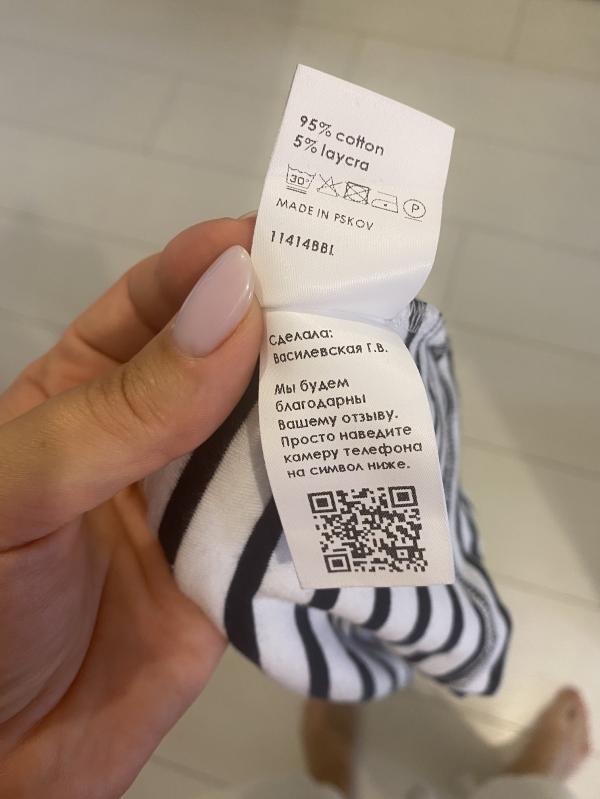 95% cotton
5% laycra
30° P
MADE IN PSKOV
11414BBL
Сделала:
Василевская Г.В.
Мы будем
благодарны
Вашему отзыву.
Просто наведите
камеру телефона
на символ ниже.